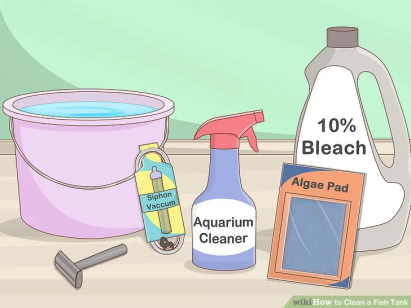 10%
Bleach
Algae Pad
Siphon
Vaccum
Aquarium
Cleaner
wikiHow to Clean a Fish Tank